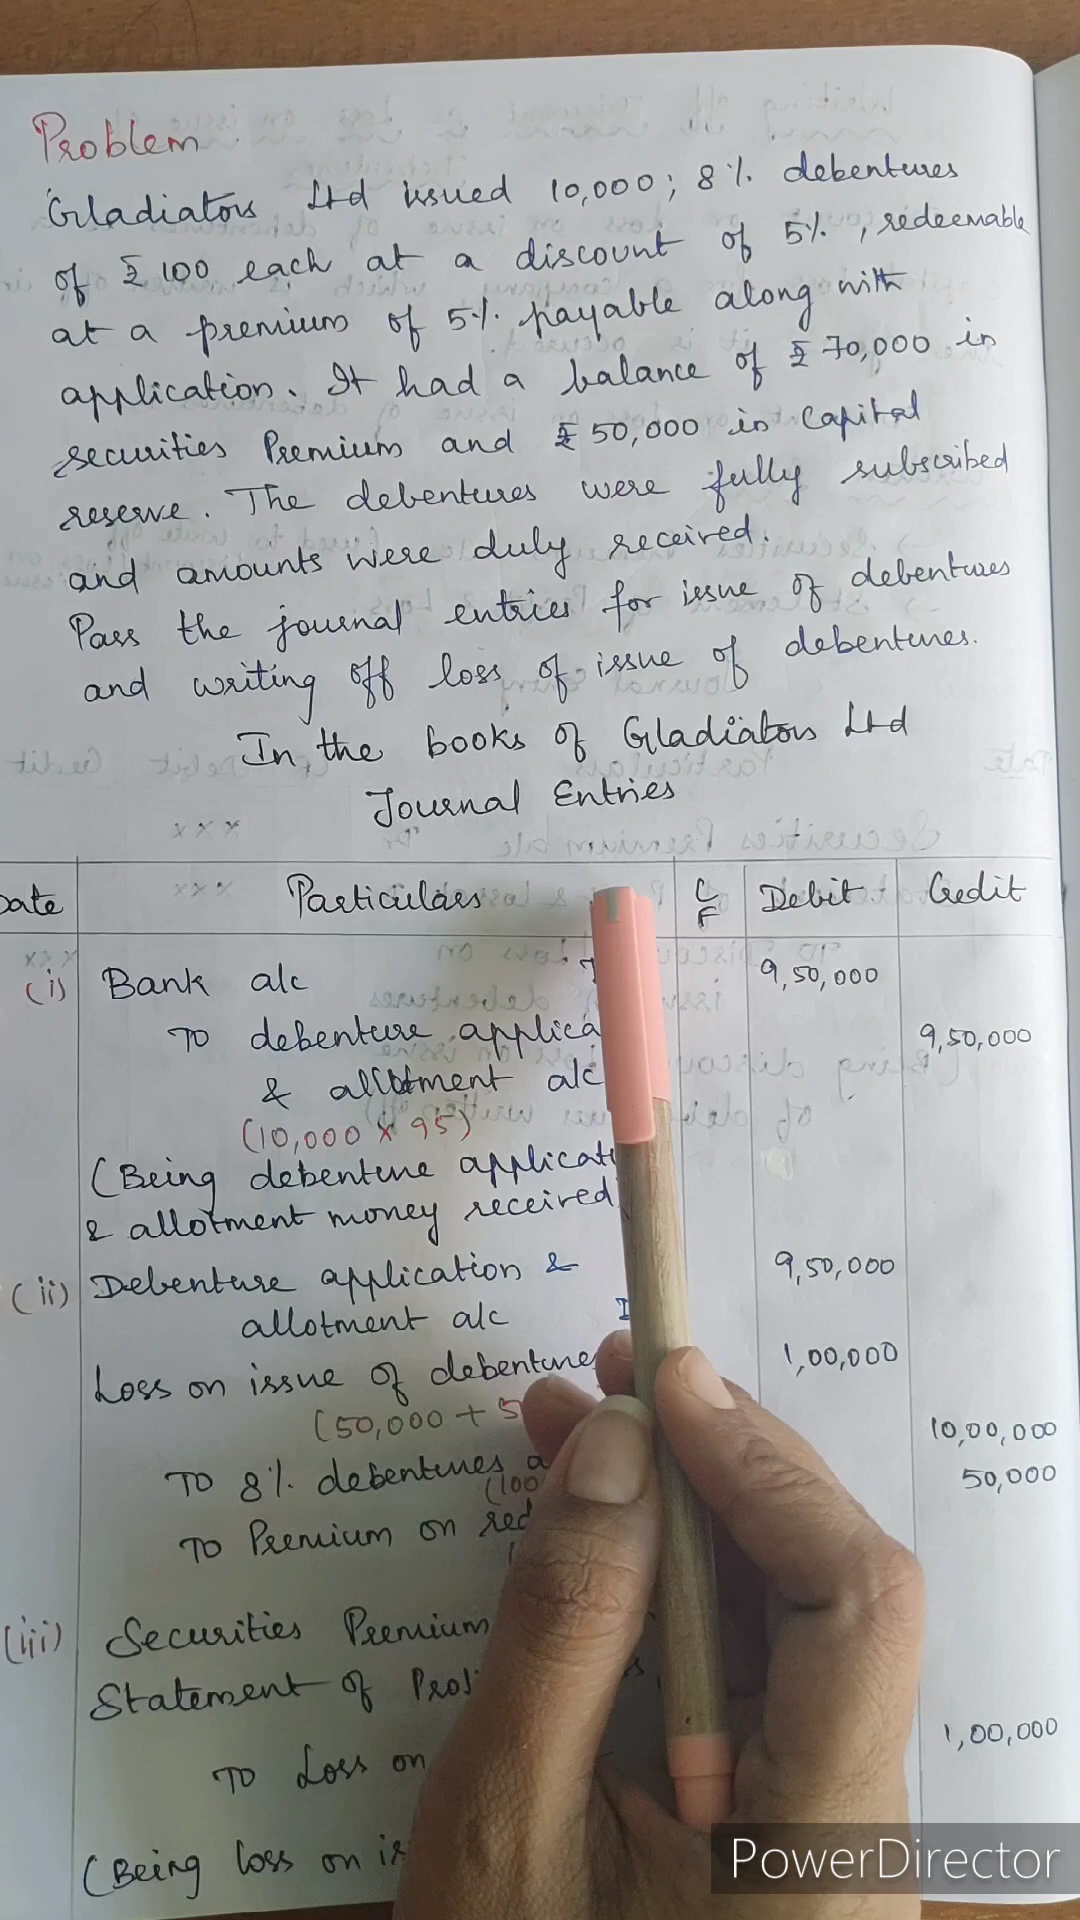 Problem
Gladiators Ltd issued 10,000; 8% debentures
of ₹ 100 each at a discount of 5%, redeemable
at a premium of 5% payable along with
application. It had a balance of ₹ 70,000 in
securities Premium and ₹ 50,000 in Capital
reserve. The debentures were fully subscribed
and amounts were duly received.
Pass the journal entries for issue of debentures
and writing off loss of issue of debentures.
In the books of Gladiators Ltd
Journal Entries
Date Particulars L F Debit Credit
(i) Bank a/c 9,50,000
To debenture applica 9,50,000
& allotment a/c
(10,000 × 95)
(Being debenture applicat
& allotment money received
(ii) Debenture application & 9,50,000
allotment a/c
Loss on issue of debentures 1,00,000
(50,000 + 5
10,00,000
To 8% debentures a 50,000
(100
To Premium on red
(iii) Securities Premium
Statement of Prof
1,00,000
To Loss on
(Being loss on is
PowerDirector